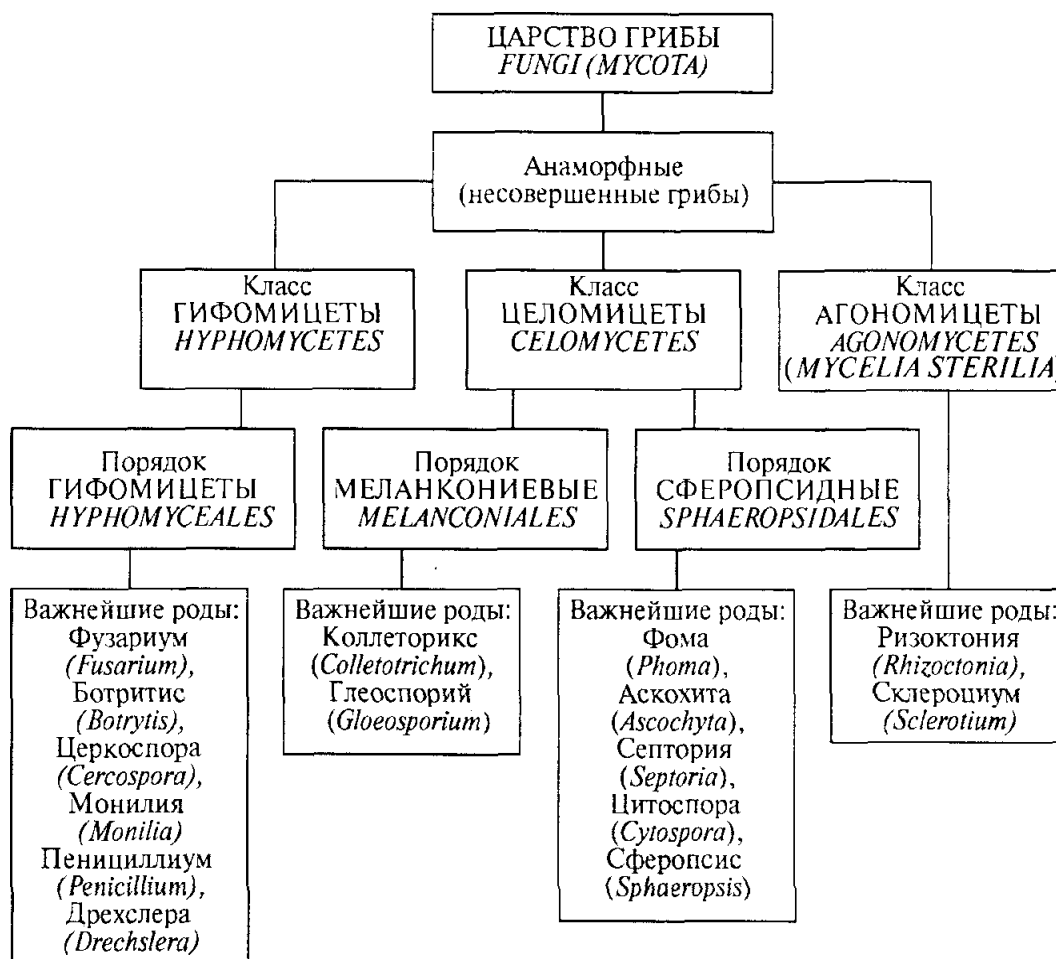 ЦАРСТВО ГРИБЫ
FUNGI (MYCOTA)
Анаморфные
(несовершенные грибы)
Класс
ГИФОМИЦЕТЫ
HYPHOMYCETES
Класс
ЦЕЛОМИЦЕТЫ
CELOMYCETES
Класс
АГОНОМИЦЕТЫ
AGONOMYCETES
(MYCELIA STERILIA)
Порядок
ГИФОМИЦЕТЫ
HYPHOMYCEALES
Порядок
МЕЛАНКОНИЕВЫЕ
MELANCONIALES
Порядок
СФЕРОПСИДНЫЕ
SPHAEROPSIDALES
Важнейшие роды:
Фузариум
(Fusarium),
Ботритис
(Botrytis),
Церкоспора
(Cercospora),
Монилия
(Monilia)
Пенициллиум
(Penicillium),
Дрехслера
(Drechslera)
Важнейшие роды:
Коллеторикс
(Colletotrichum),
Глеоспорий
(Gloeosporium)
Важнейшие роды:
Фома
(Phoma),
Аскохита
(Ascochyta),
Септория
(Septoria),
Цитоспора
(Cytospora),
Сферопсис
(Sphaeropsis)
Важнейшие роды:
Ризоктония
(Rhizoctonia),
Склероциум
(Sclerotium)